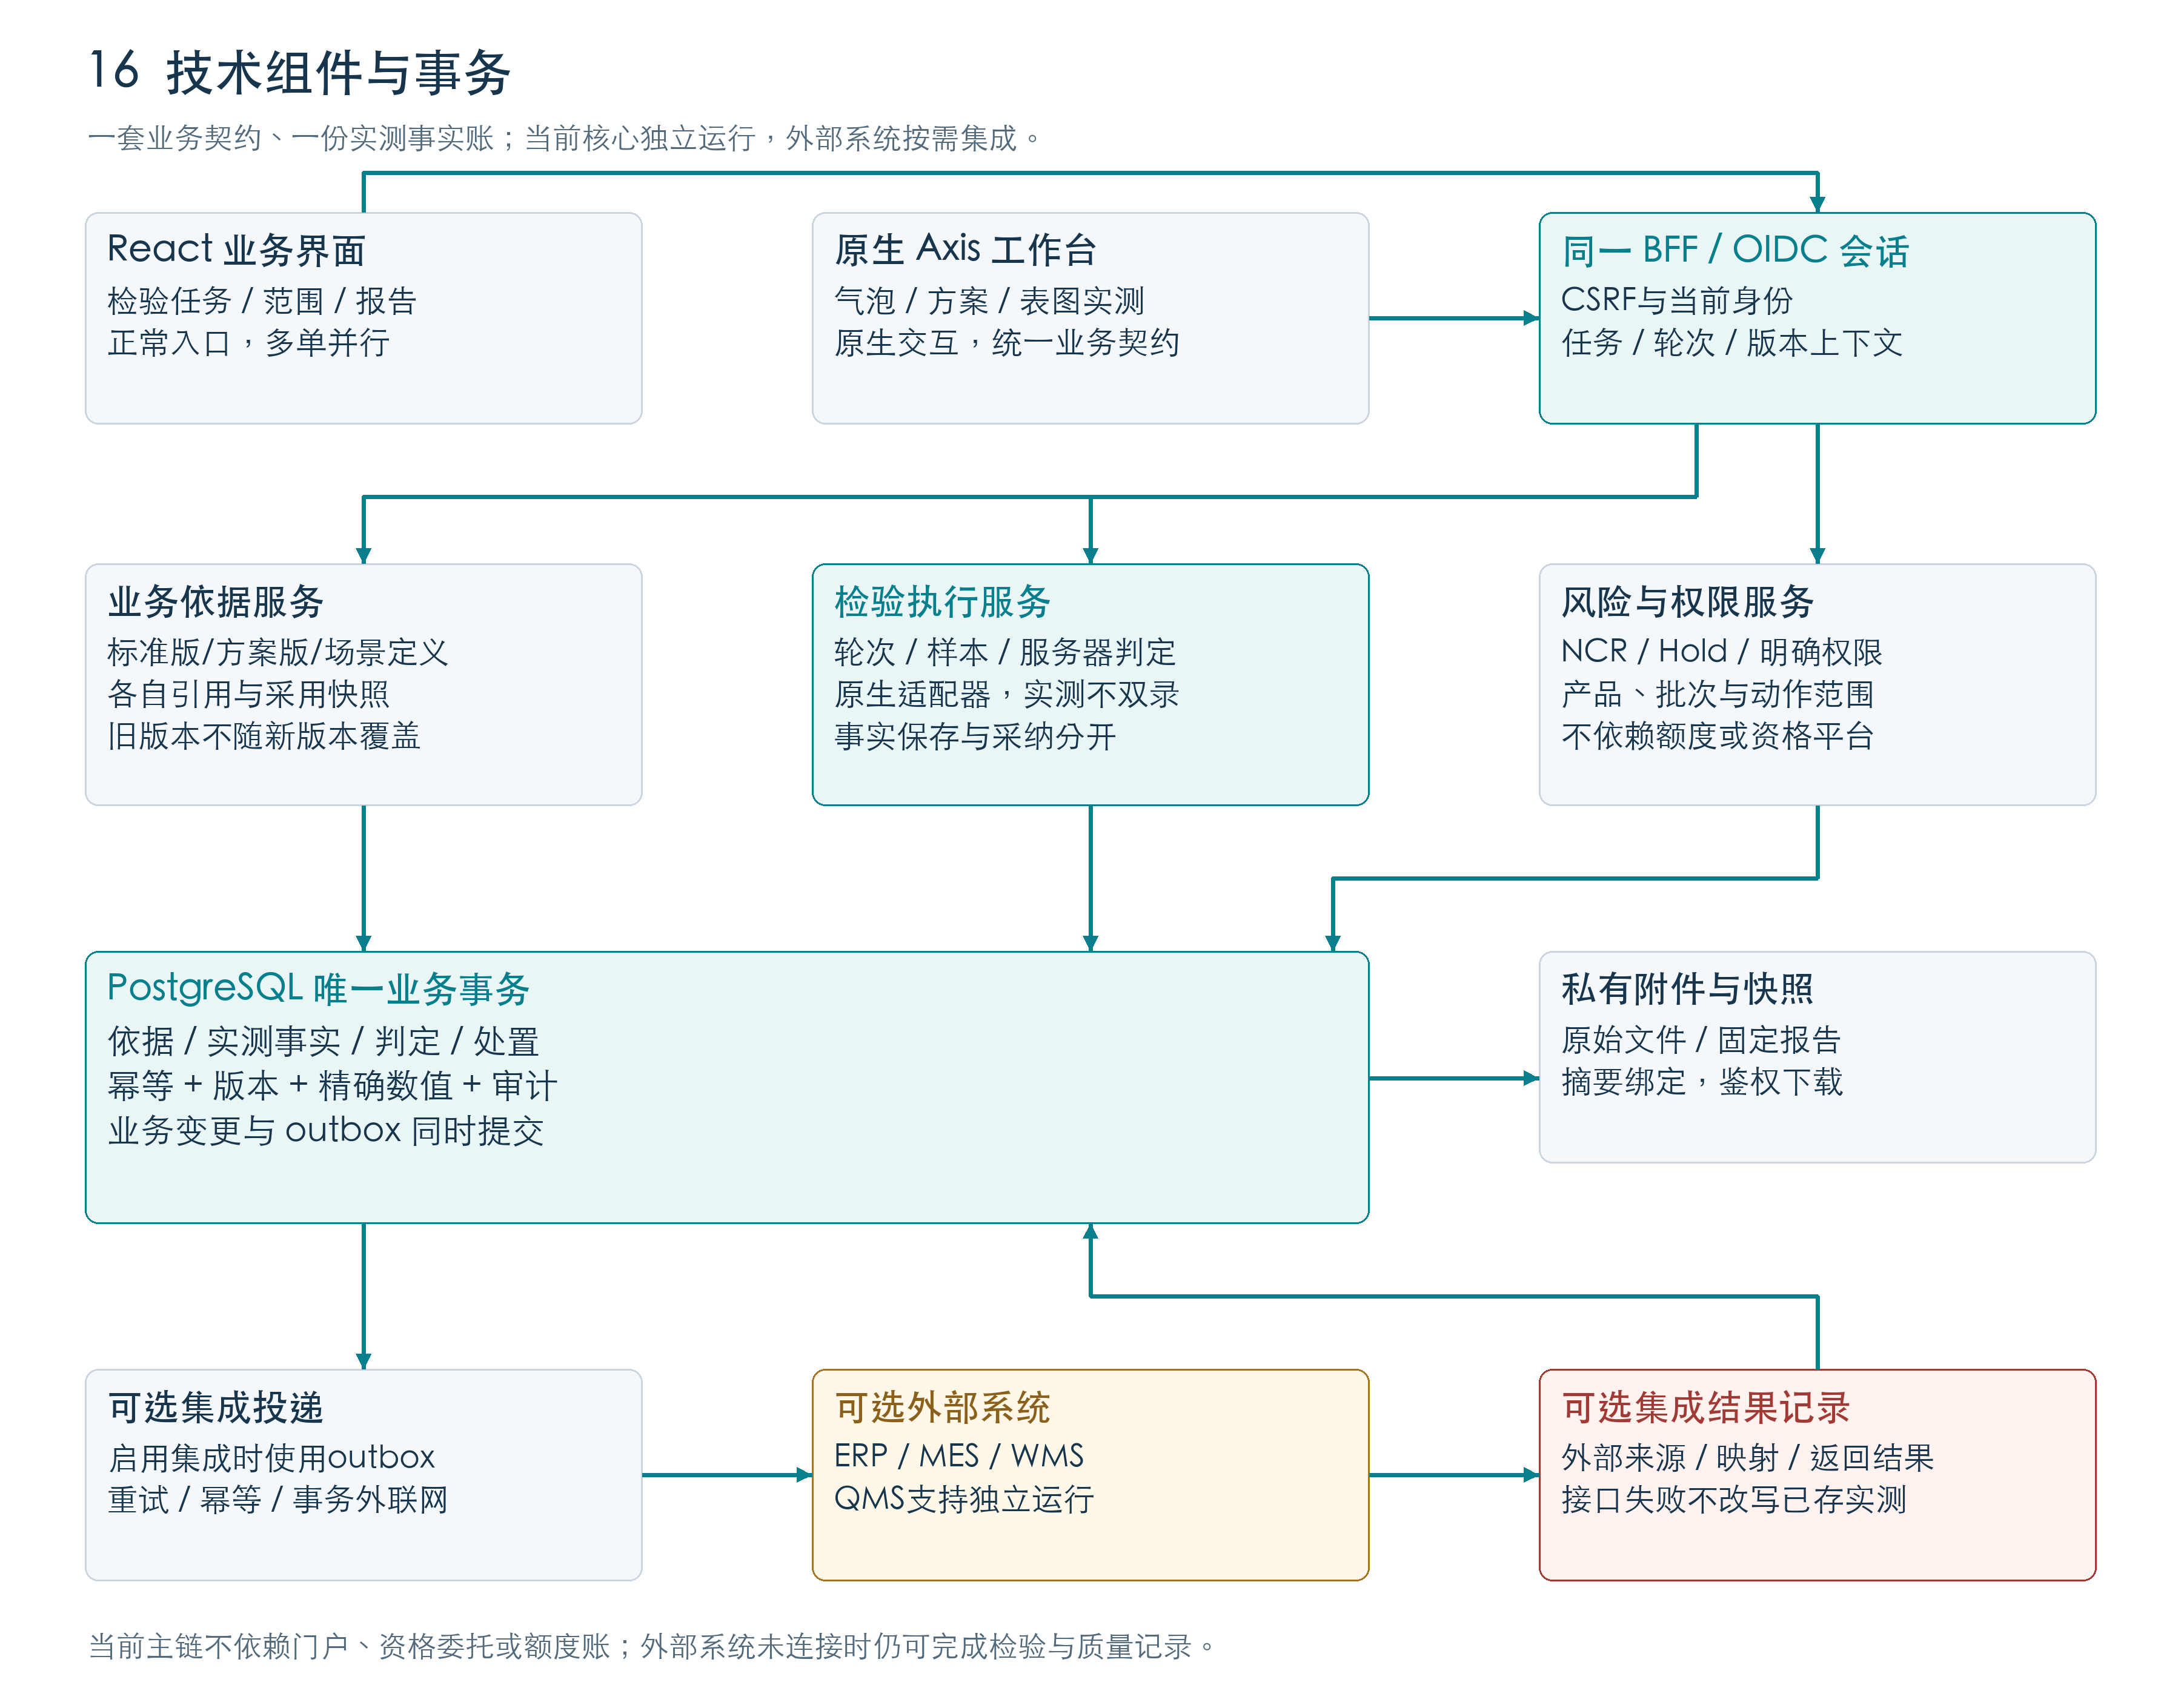 16 技术组件与事务
一套业务契约、一份实测事实账；当前核心独立运行，外部系统按需集成。
React 业务界面
检验任务 / 范围 / 报告
正常入口，多单并行
原生 Axis 工作台
气泡 / 方案 / 表图实测
原生交互，统一业务契约
同一 BFF / OIDC 会话
CSRF与当前身份
任务 / 轮次 / 版本上下文
业务依据服务
标准版/方案版/场景定义
各自引用与采用快照
旧版本不随新版本覆盖
检验执行服务
轮次 / 样本 / 服务器判定
原生适配器，实测不双录
事实保存与采纳分开
风险与权限服务
NCR / Hold / 明确权限
产品、批次与动作范围
不依赖额度或资格平台
PostgreSQL 唯一业务事务
依据 / 实测事实 / 判定 / 处置
幂等 + 版本 + 精确数值 + 审计
业务变更与 outbox 同时提交
私有附件与快照
原始文件 / 固定报告
摘要绑定，鉴权下载
可选集成投递
启用集成时使用outbox
重试 / 幂等 / 事务外联网
可选外部系统
ERP / MES / WMS
QMS支持独立运行
可选集成结果记录
外部来源 / 映射 / 返回结果
接口失败不改写已存实测
当前主链不依赖门户、资格委托或额度账；外部系统未连接时仍可完成检验与质量记录。